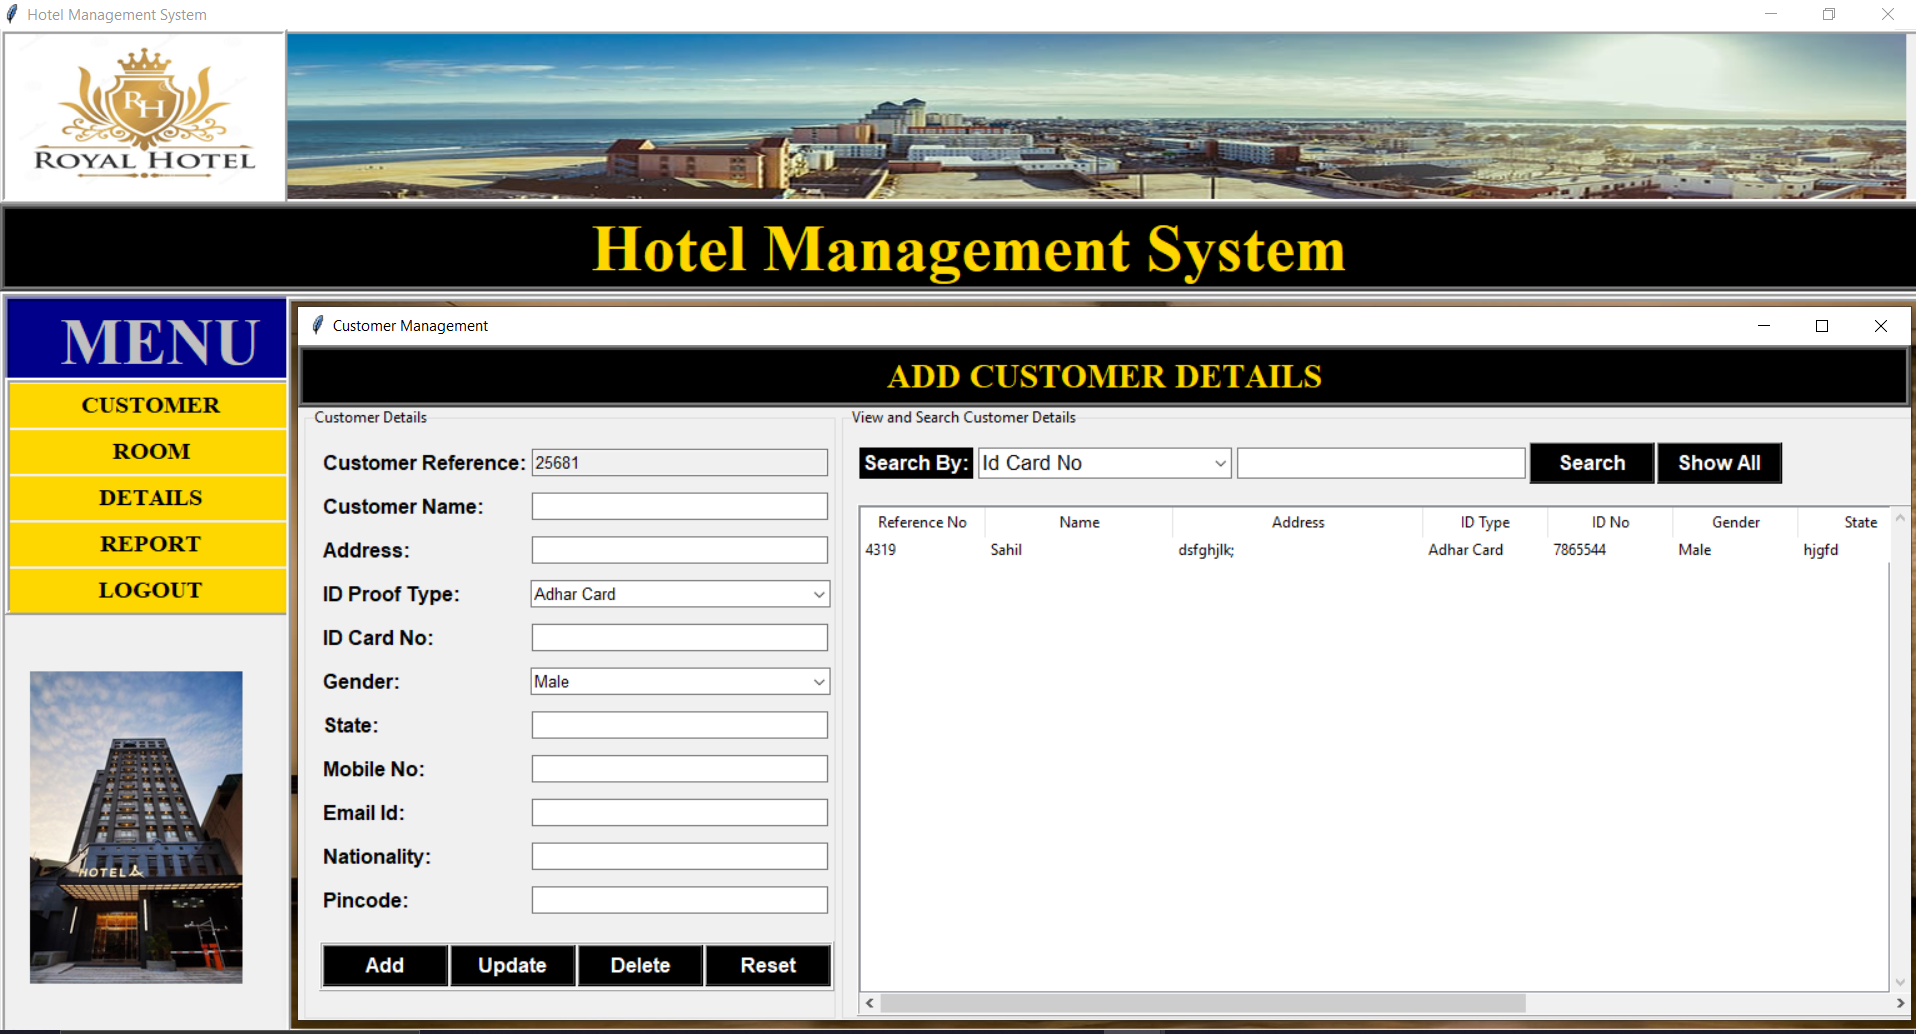 Hotel Management System
RH
ROYAL HOTEL
Hotel Management System
MENU
CUSTOMER
ROOM
DETAILS
REPORT
LOGOUT
HOTEL
Customer Management
ADD CUSTOMER DETAILS
Customer Details
Customer Reference: 25681
Customer Name:
Address:
ID Proof Type: Adhar Card
ID Card No:
Gender: Male
State:
Mobile No:
Email Id:
Nationality:
Pincode:
Add Update Delete Reset
View and Search Customer Details
Search By: Id Card No Search Show All
Reference No Name Address ID Type ID No Gender State
4319 Sahil dsfghjlk; Adhar Card 7865544 Male hjgfd